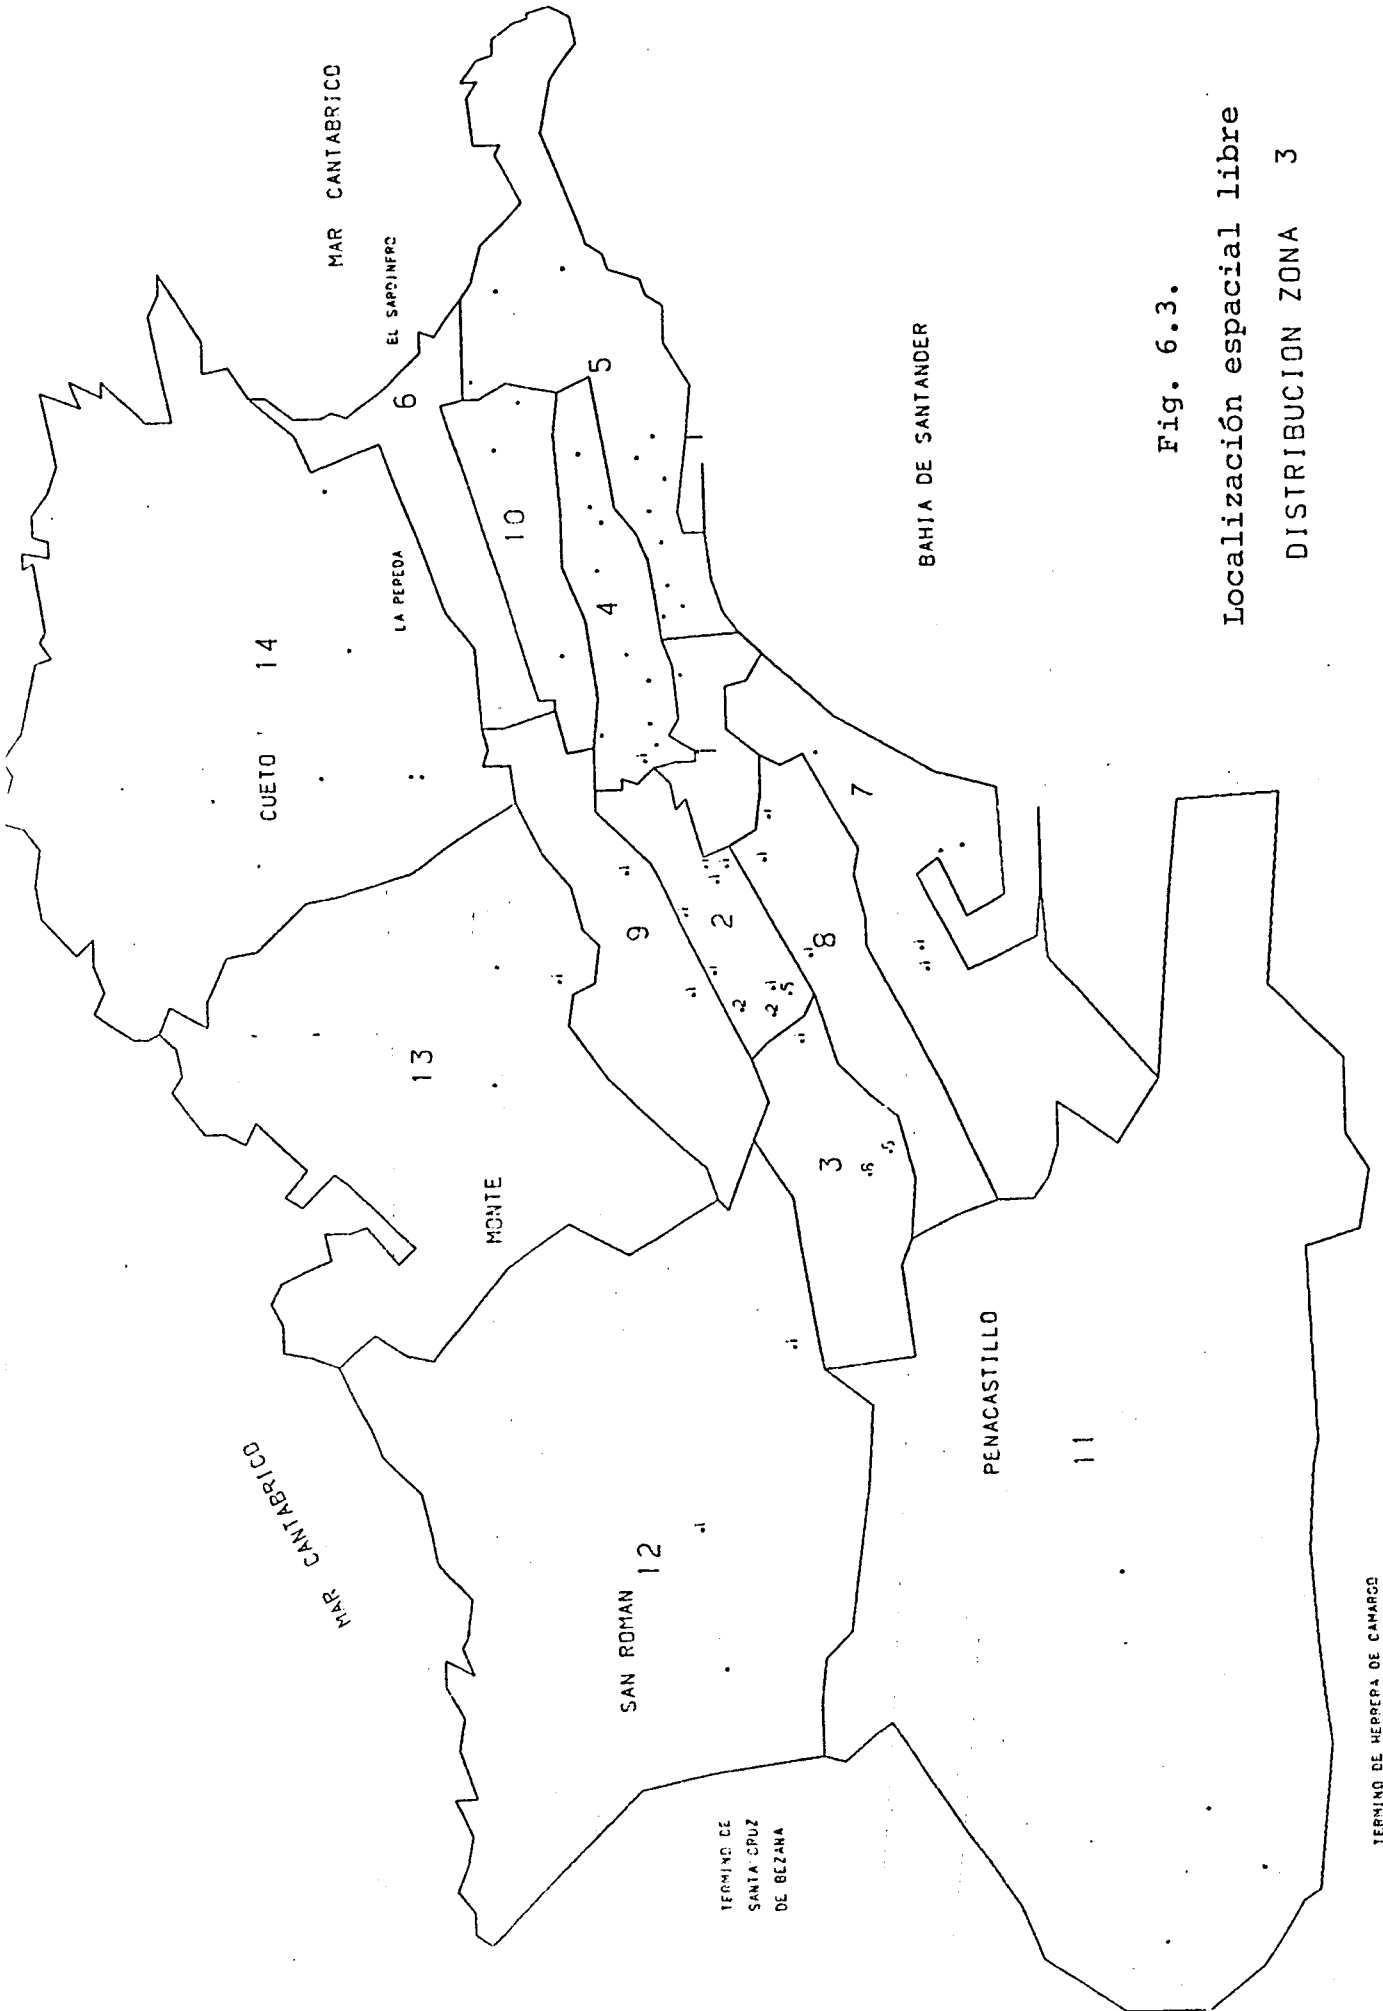 MAR CANTABRICO
EL SARDINERO
6
5
10
LA PEREDA
4
14
CUETO
BAHIA DE SANTANDER
7
9
2
8
13
3
MONTE
MAR CANTABRICO
PENACASTILLO
11
12
SAN ROMAN
TERMINO DE
SANTA CRUZ
DE BEZANA
TERMINO DE HERRERA DE CAMARGO
Fig. 6.3.
Localización espacial libre
DISTRIBUCION ZONA 3